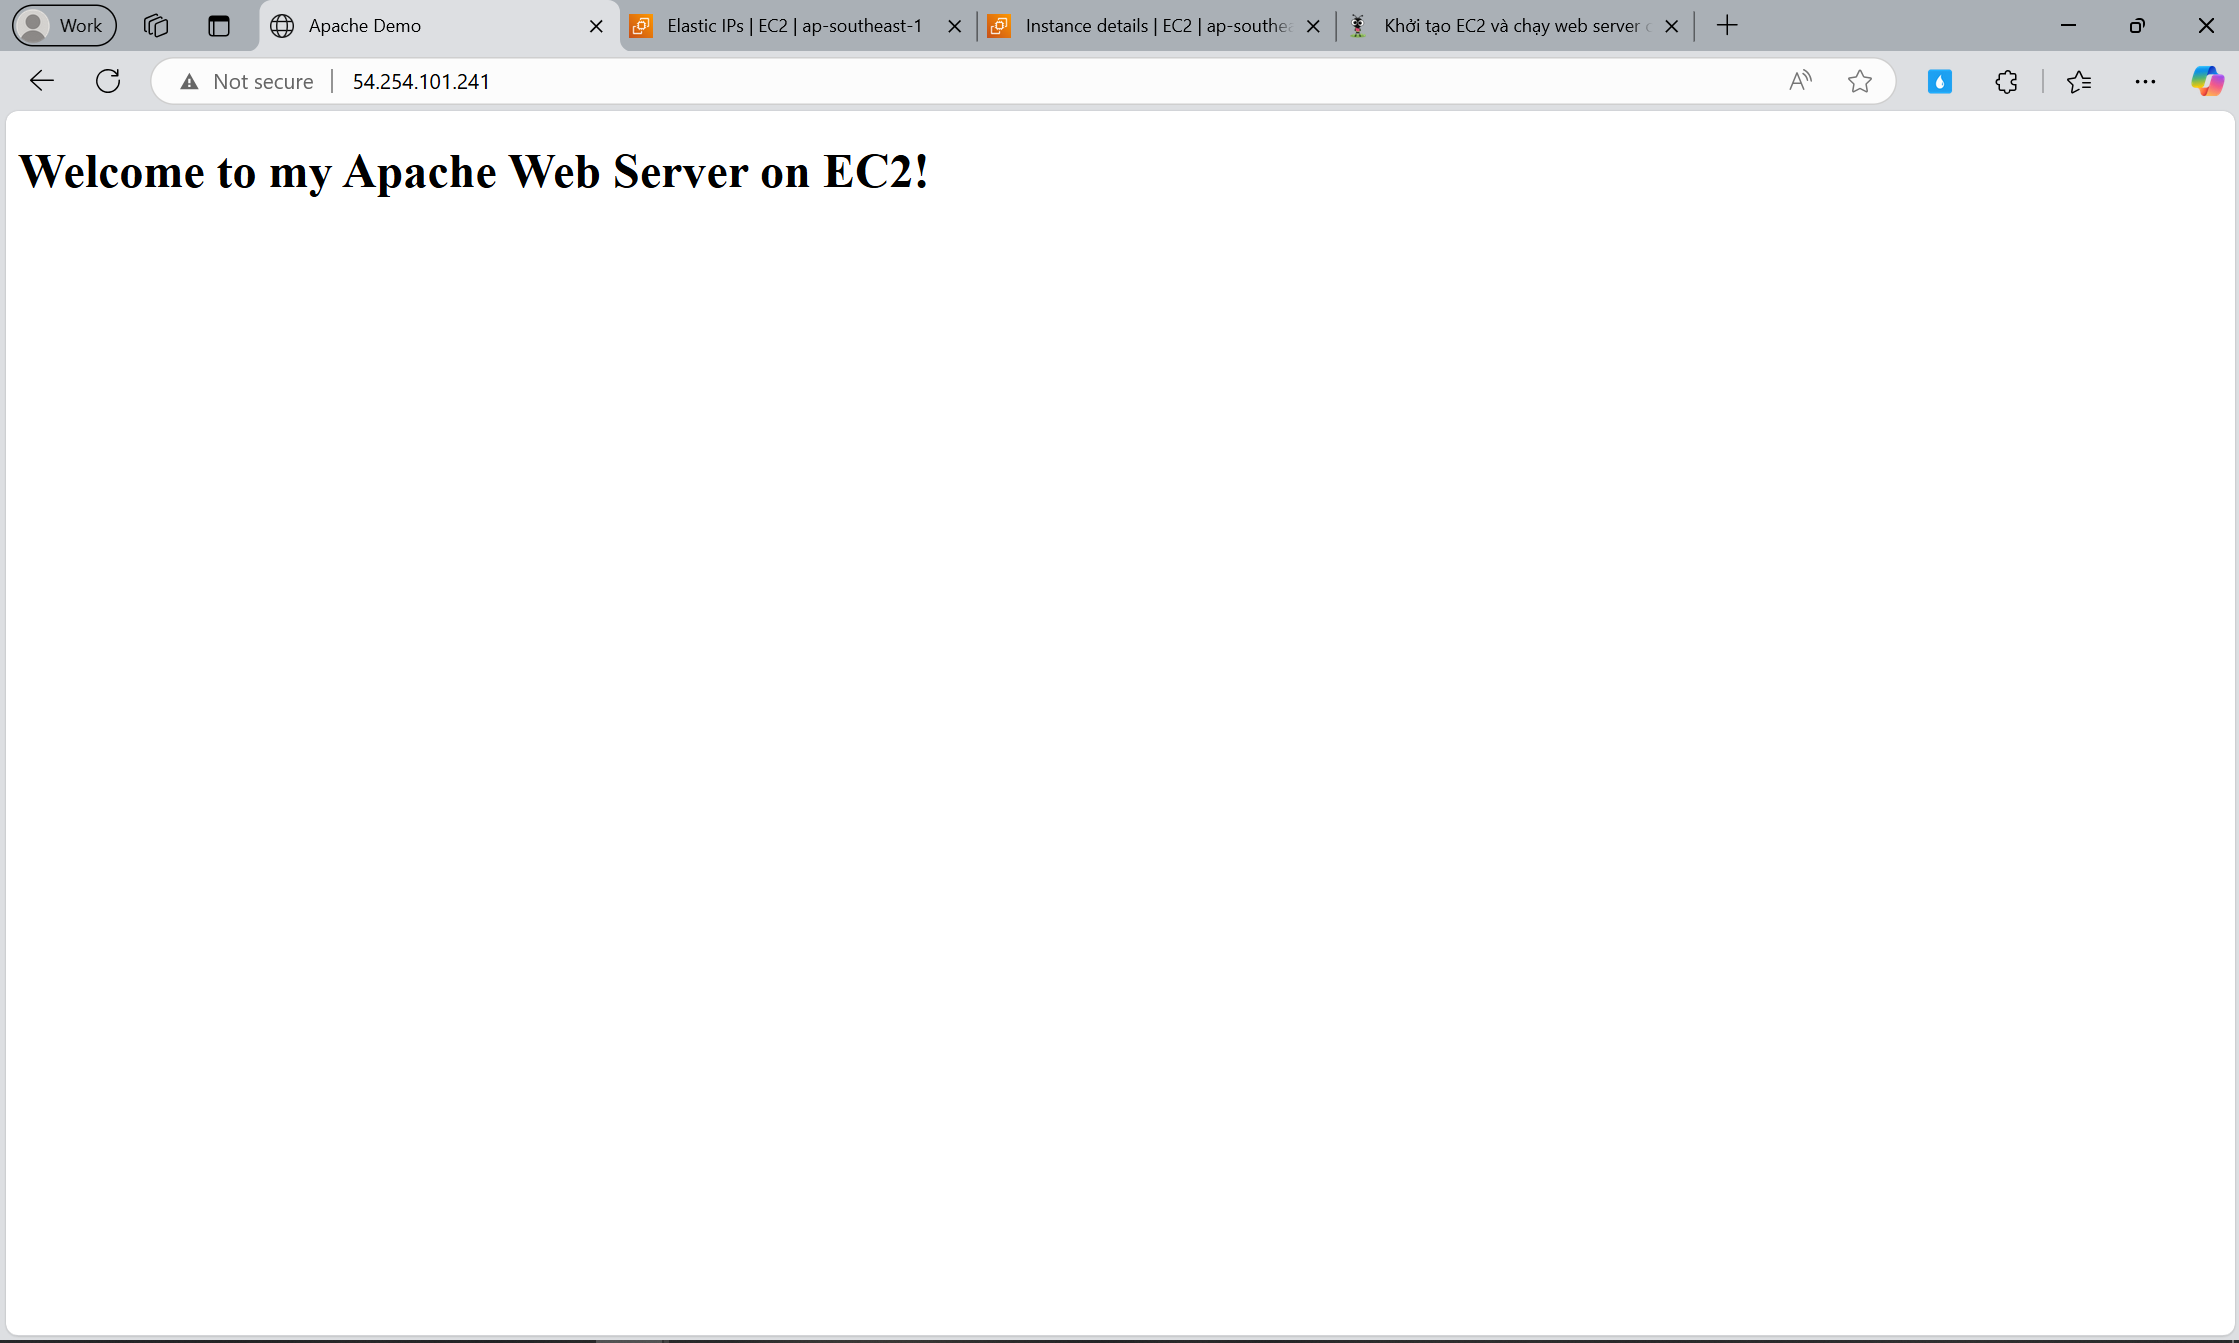 Work
Apache Demo
Elastic IPs | EC2 | ap-southeast-1
Instance details | EC2 | ap-southea
Khởi tạo EC2 và chạy web server
Not secure
54.254.101.241
Welcome to my Apache Web Server on EC2!